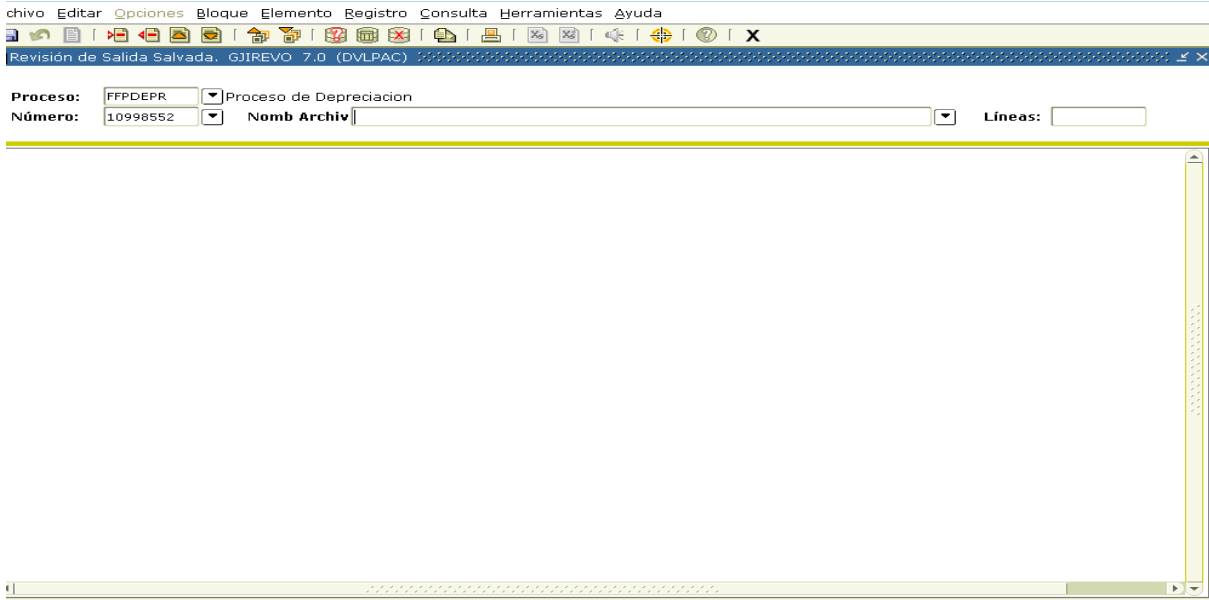 chivo Editar Opciones Bloque Elemento Registro Consulta Herramientas Ayuda
X
Revisión de Salida Salvada. GJIREVO 7.0 (DVLPAC)
Proceso: FFPDEPR Proceso de Depreciacion
Número: 10998552 Nomb Archiv Líneas: